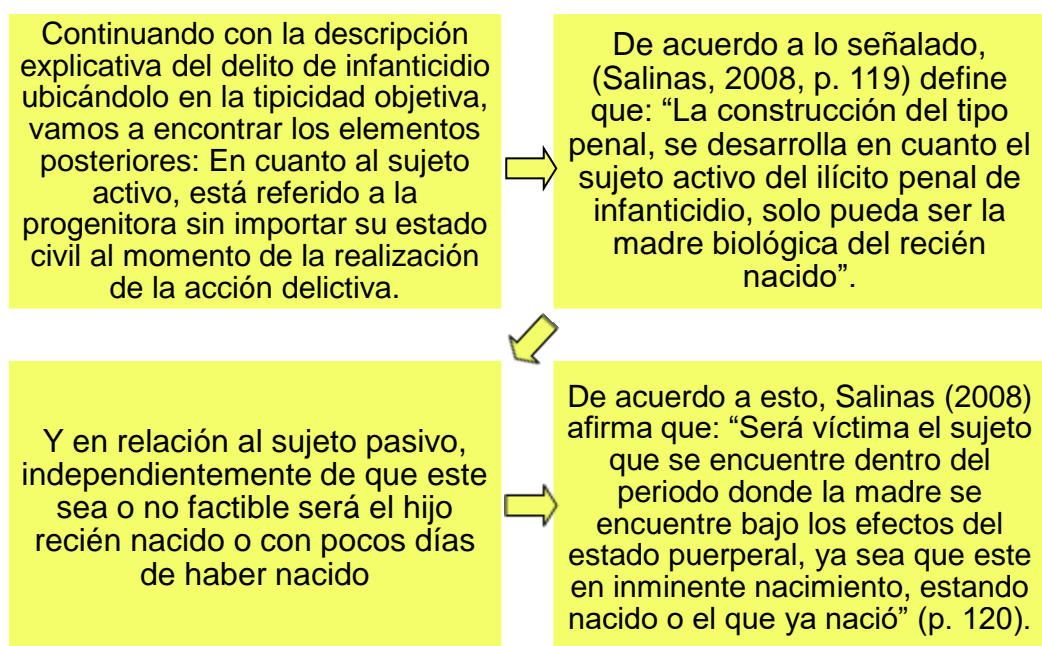 Continuando con la descripción
explicativa del delito de infanticidio
ubicándolo en la tipicidad objetiva,
vamos a encontrar los elementos
posteriores: En cuanto al sujeto
activo, está referido a la
progenitora sin importar su estado
civil al momento de la realización
de la acción delictiva.
De acuerdo a lo señalado,
(Salinas, 2008, p. 119) define
que: “La construcción del tipo
penal, se desarrolla en cuanto el
sujeto activo del ilícito penal de
infanticidio, solo pueda ser la
madre biológica del recién
nacido”.
Y en relación al sujeto pasivo,
independientemente de que este
sea o no factible será el hijo
recién nacido o con pocos días
de haber nacido
De acuerdo a esto, Salinas (2008)
afirma que: “Será víctima el sujeto
que se encuentre dentro del
periodo donde la madre se
encuentre bajo los efectos del
estado puerperal, ya sea que este
en inminente nacimiento, estando
nacido o el que ya nació” (p. 120).